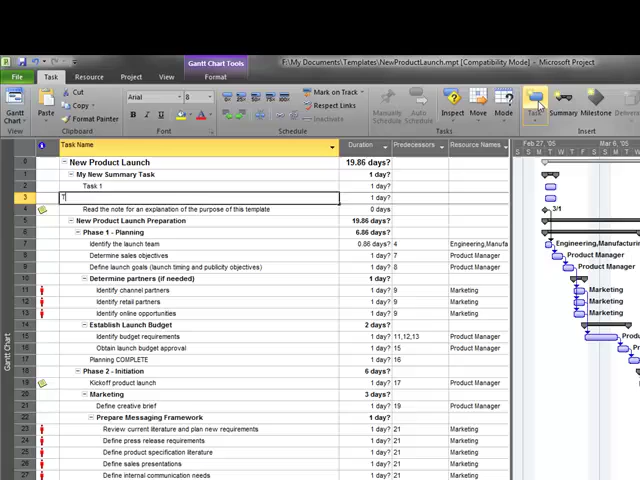 Gantt Chart Tools
F:\My Documents\Templates\NewProductLaunch.mpt [Compatibility Mode] - Microsoft Project
File Task Resource Project View Format
Gantt Chart
Paste
Cut
Copy
Format Painter
Arial 8
B I U A
Mark on Track
Respect Links
Manually Schedule
Auto Schedule
Inspect
Move
Mode
Task
Summary
Milestone
Clipboard Font Schedule Tasks Insert
Task Name Duration Predecessors Resource Names
Feb 27, '05 Mar 6, '05
S S M T W T F S S M T W T F S
0 New Product Launch 19.86 days?
1 My New Summary Task 1 day?
2 Task 1 1 day?
3 T 1 day?
4 Read the note for an explanation of the purpose of this template 0 days 3/1
5 New Product Launch Preparation 19.86 days?
6 Phase 1 - Planning 6.86 days?
7 Identify the launch team 0.86 days? 4 Engineering,Manufa Engineering,Manufacturin
8 Determine sales objectives 1 day? 7 Product Manager Product Manager
9 Define launch goals (launch timing and publicity objectives) 1 day? 8 Product Manager Product Manager
10 Determine partners (if needed) 1 day?
11 Identify channel partners 1 day? 9 Marketing Marketing
12 Identify retail partners 1 day? 9 Marketing Marketing
13 Identify online opportunities 1 day? 9 Marketing Marketing
14 Establish Launch Budget 2 days?
15 Identify budget requirements 1 day? 11,12,13 Product Manager
16 Obtain launch budget approval 1 day? 15 Product Manager
17 Planning COMPLETE 1 day? 16
18 Phase 2 - Initiation 6 days?
19 Kickoff product launch 1 day? 17 Product Manager
20 Marketing 3 days?
21 Define creative brief 1 day? 19 Product Manager
22 Prepare Messaging Framework 1 day?
23 Review current literature and plan new requirements 1 day? 21 Marketing
24 Define press release requirements 1 day? 21 Marketing
25 Define product specification literature 1 day? 21 Marketing
26 Define sales presentations 1 day? 21 Marketing
27 Define internal communication needs 1 day? 21 Marketing
Gantt Chart